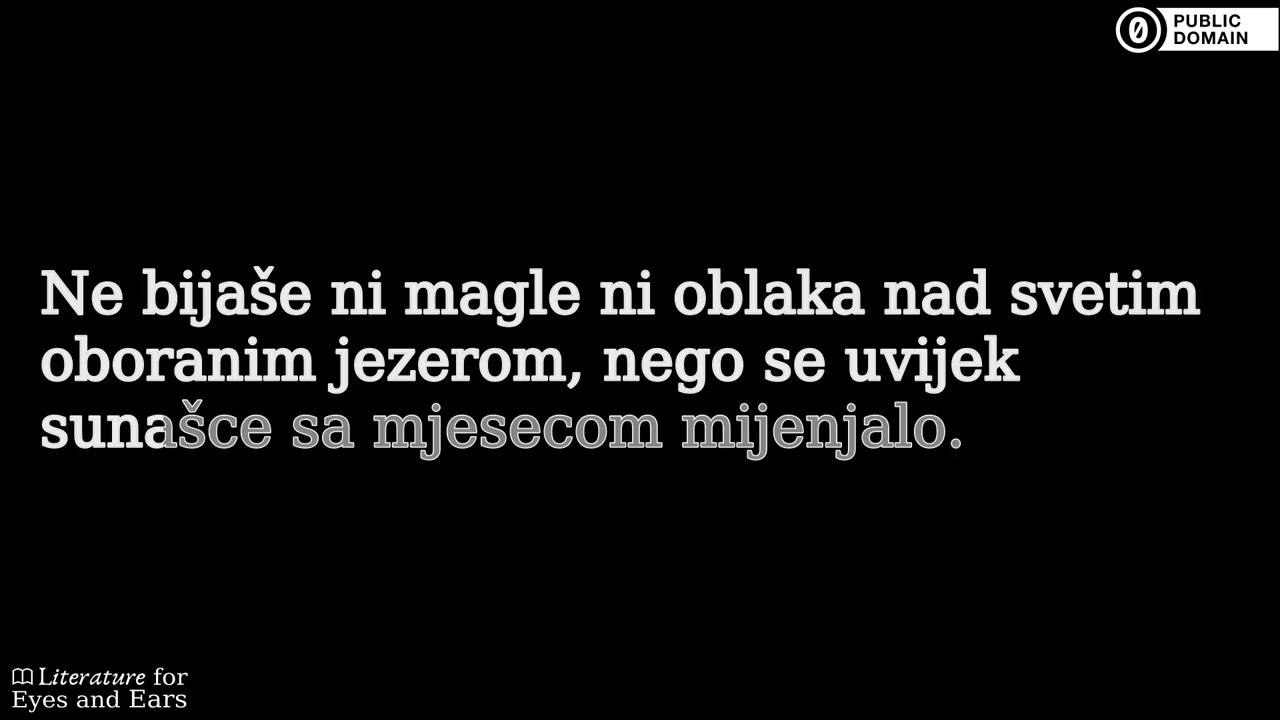 PUBLIC
DOMAIN
Ne bijaše ni magle ni oblaka nad svetim
oboranim jezerom, nego se uvijek
sunašce sa mjesecom mijenjalo.
Literature for
Eyes and Ears